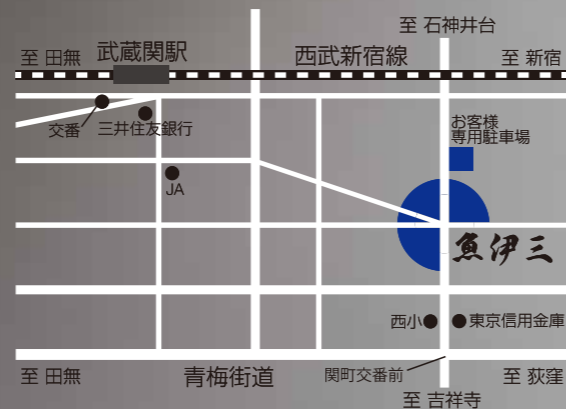 至 石神井台
至 田無
武蔵関駅
西武新宿線
至 新宿
交番
三井住友銀行
お客様
専用駐車場
JA
魚伊三
西小
東京信用金庫
至 田無
青梅街道
関町交番前
至 荻窪
至 吉祥寺